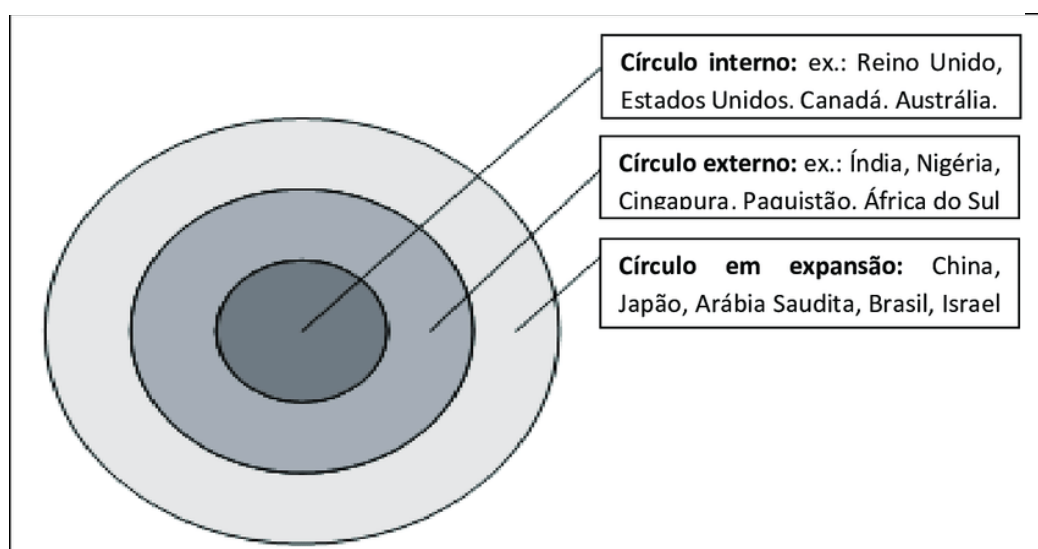 Círculo interno: ex.: Reino Unido,
Estados Unidos. Canadá. Austrália.
Círculo externo: ex.: Índia, Nigéria,
Cingapura. Paquistão. África do Sul
Círculo em expansão: China,
Japão, Arábia Saudita, Brasil, Israel